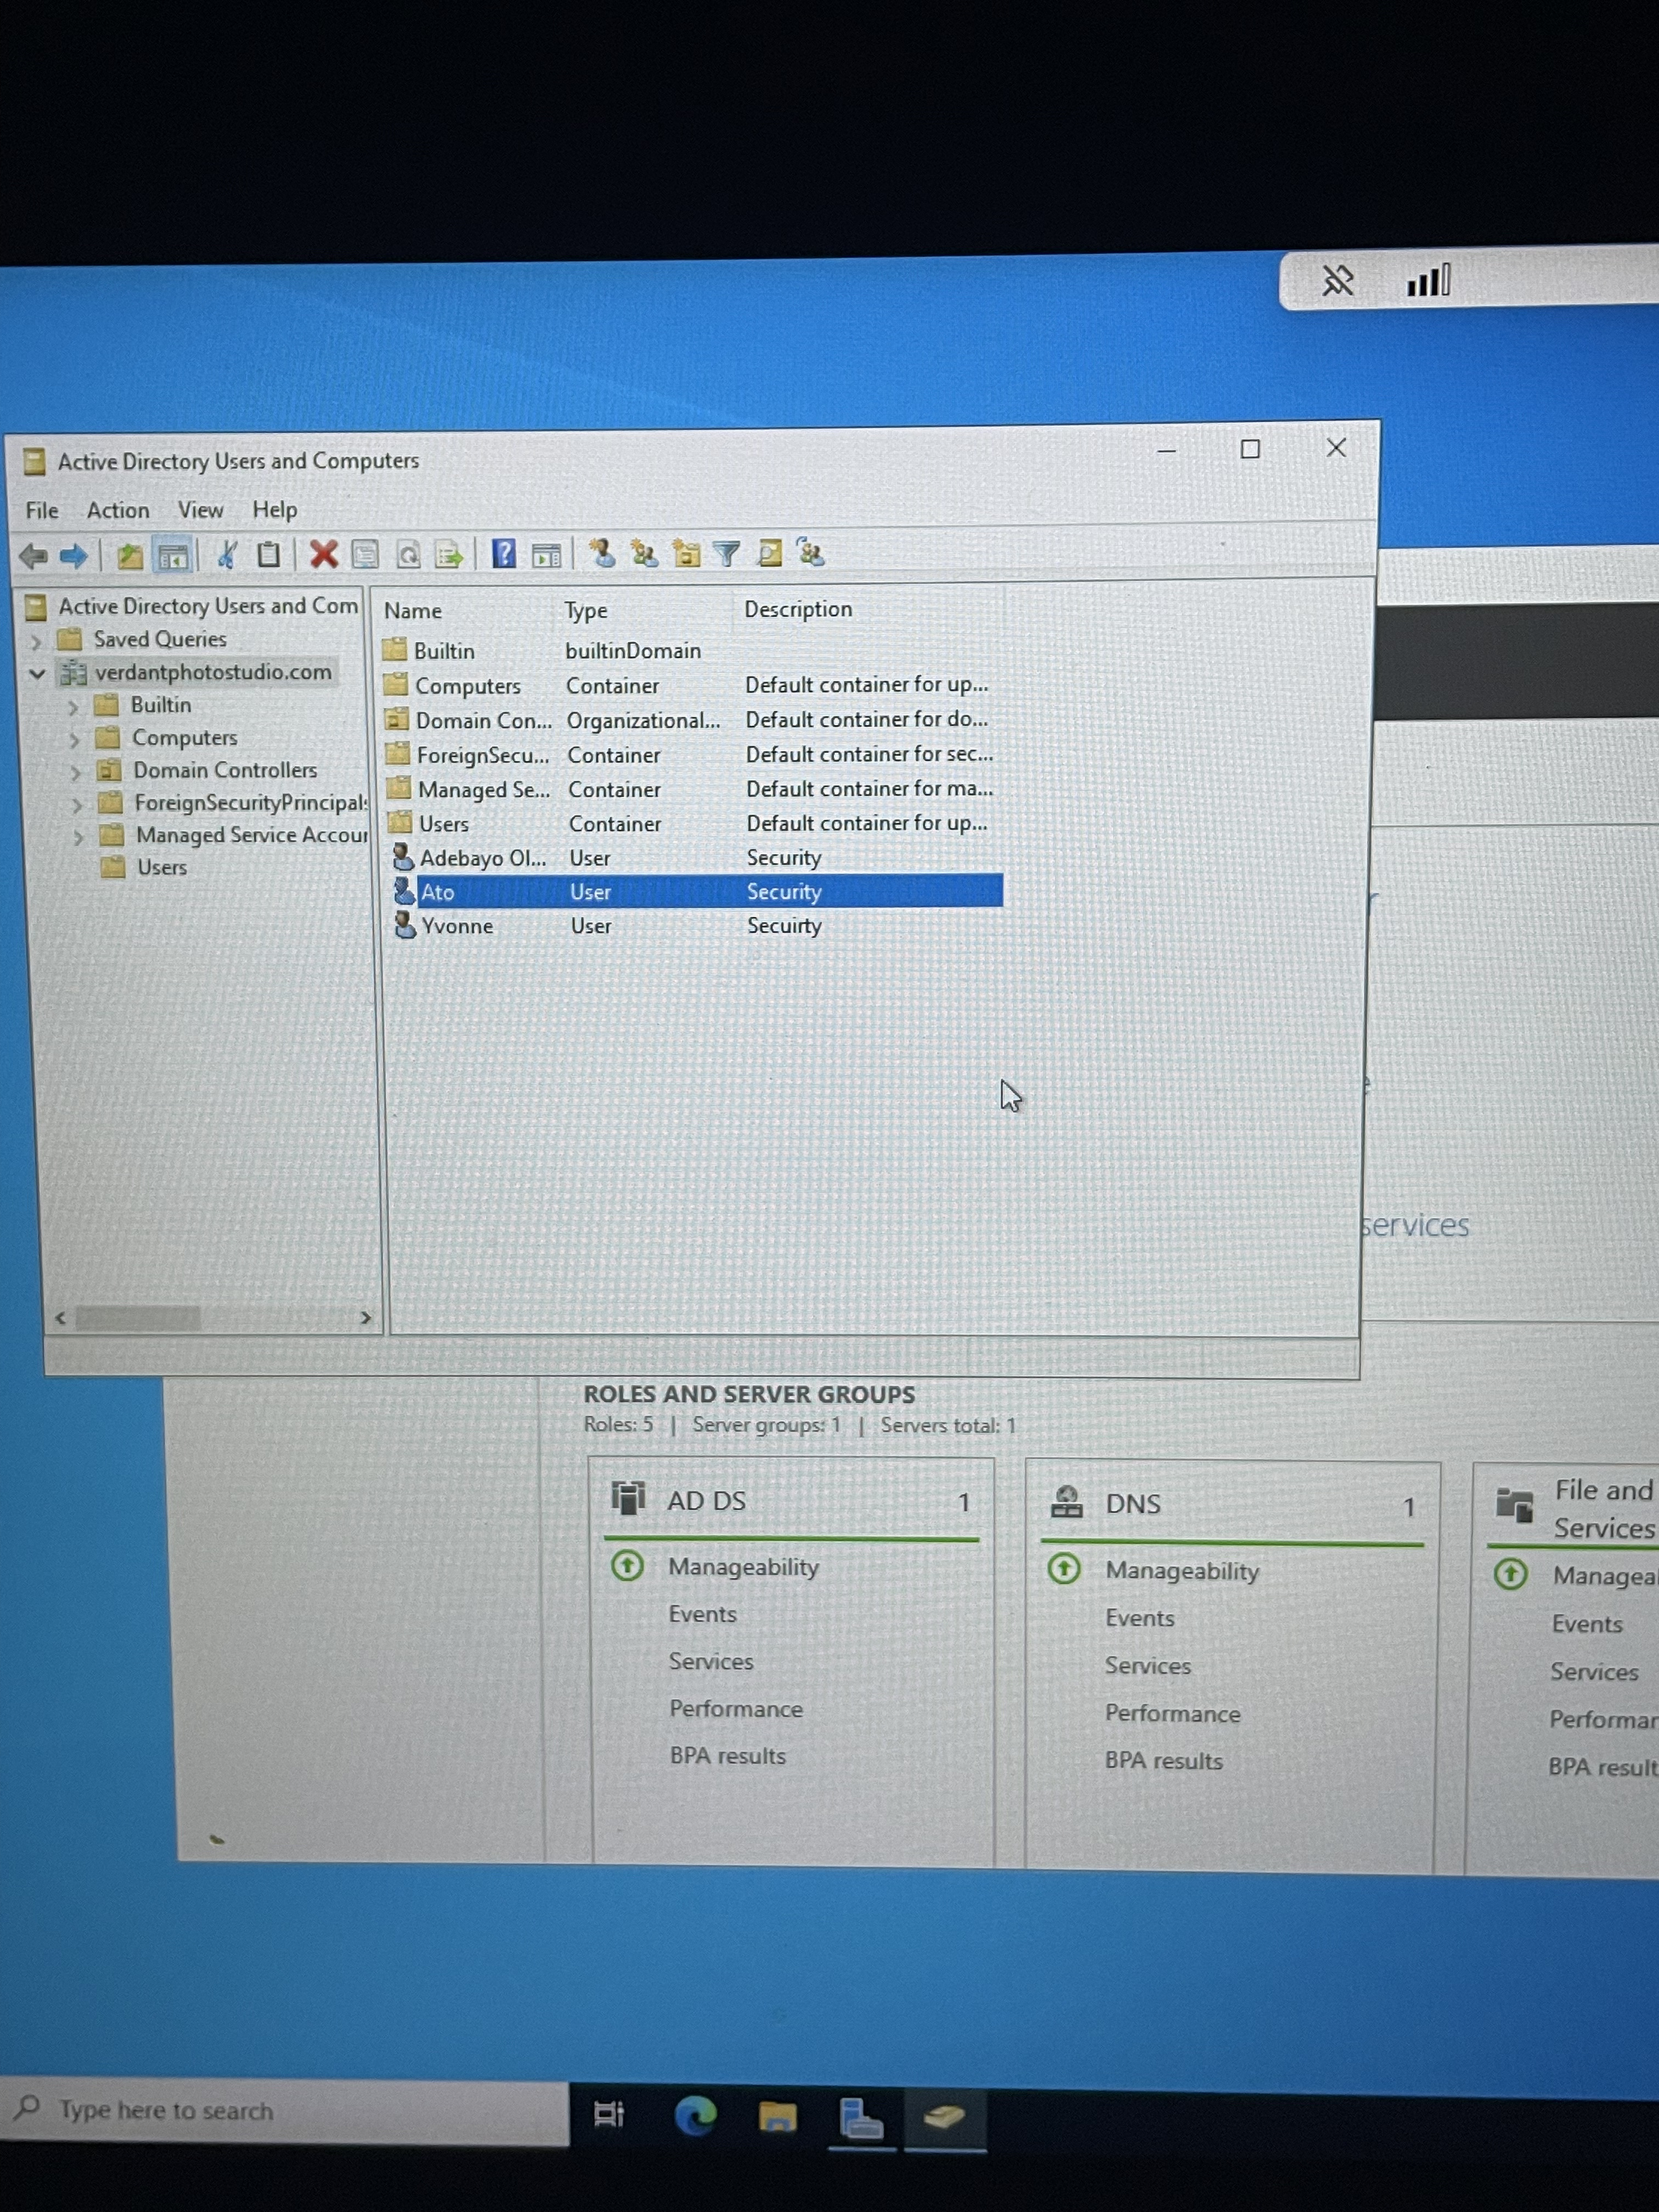 Active Directory Users and Computers
File Action View Help
Active Directory Users and Com
Saved Queries
verdantphotostudio.com
Builtin
Computers
Domain Controllers
ForeignSecurityPrincipals
Managed Service Accour
Users
Name Type Description
Builtin builtinDomain
Computers Container Default container for up...
Domain Con... Organizational... Default container for do...
ForeignSecu... Container Default container for sec...
Managed Se... Container Default container for ma...
Users Container Default container for up...
Adebayo Ol... User Security
Ato User Security
Yvonne User Secuirty
services
ROLES AND SERVER GROUPS
Roles: 5 | Server groups: 1 | Servers total: 1
AD DS 1
Manageability
Events
Services
Performance
BPA results
DNS 1
Manageability
Events
Services
Performance
BPA results
File and
Services
Manageal
Events
Services
Performar
BPA result
Type here to search